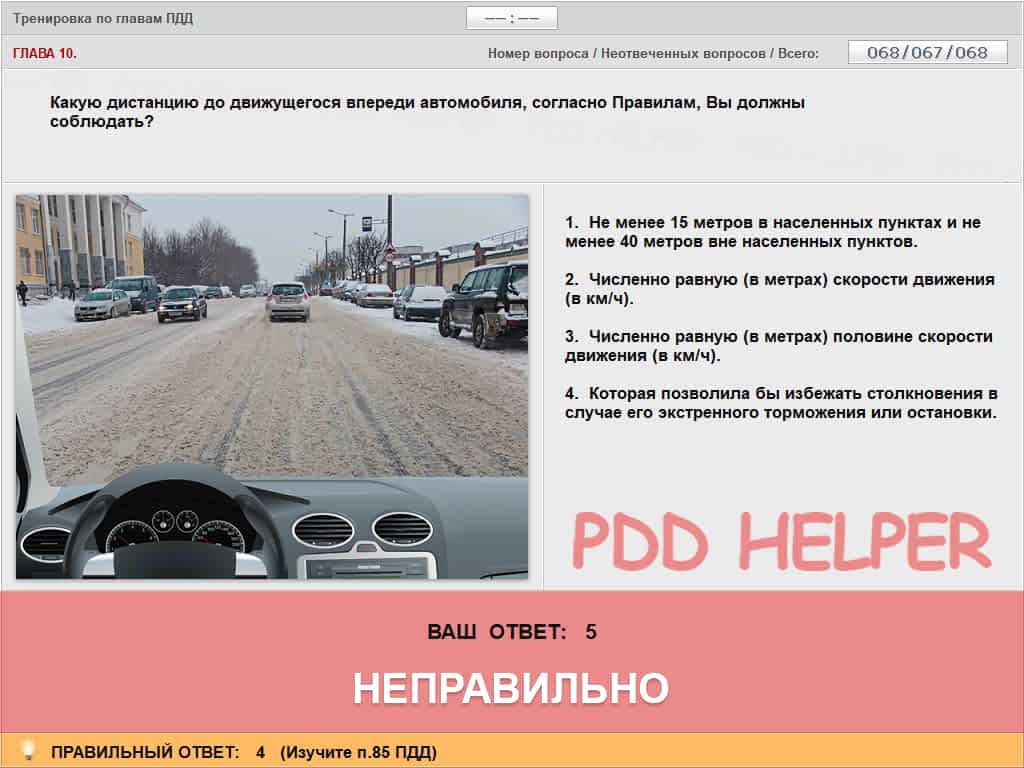 Тренировка по главам ПДД
—— : ——
ГЛАВА 10.
Номер вопроса / Неотвеченных вопросов / Всего:
068/067/068
Какую дистанцию до движущегося впереди автомобиля, согласно Правилам, Вы должны
соблюдать?
1. Не менее 15 метров в населенных пунктах и не
менее 40 метров вне населенных пунктов.
2. Численно равную (в метрах) скорости движения
(в км/ч).
3. Численно равную (в метрах) половине скорости
движения (в км/ч).
4. Которая позволила бы избежать столкновения в
случае его экстренного торможения или остановки.
PDD HELPER
ВАШ ОТВЕТ: 5
НЕПРАВИЛЬНО
ПРАВИЛЬНЫЙ ОТВЕТ: 4 (Изучите п.85 ПДД)